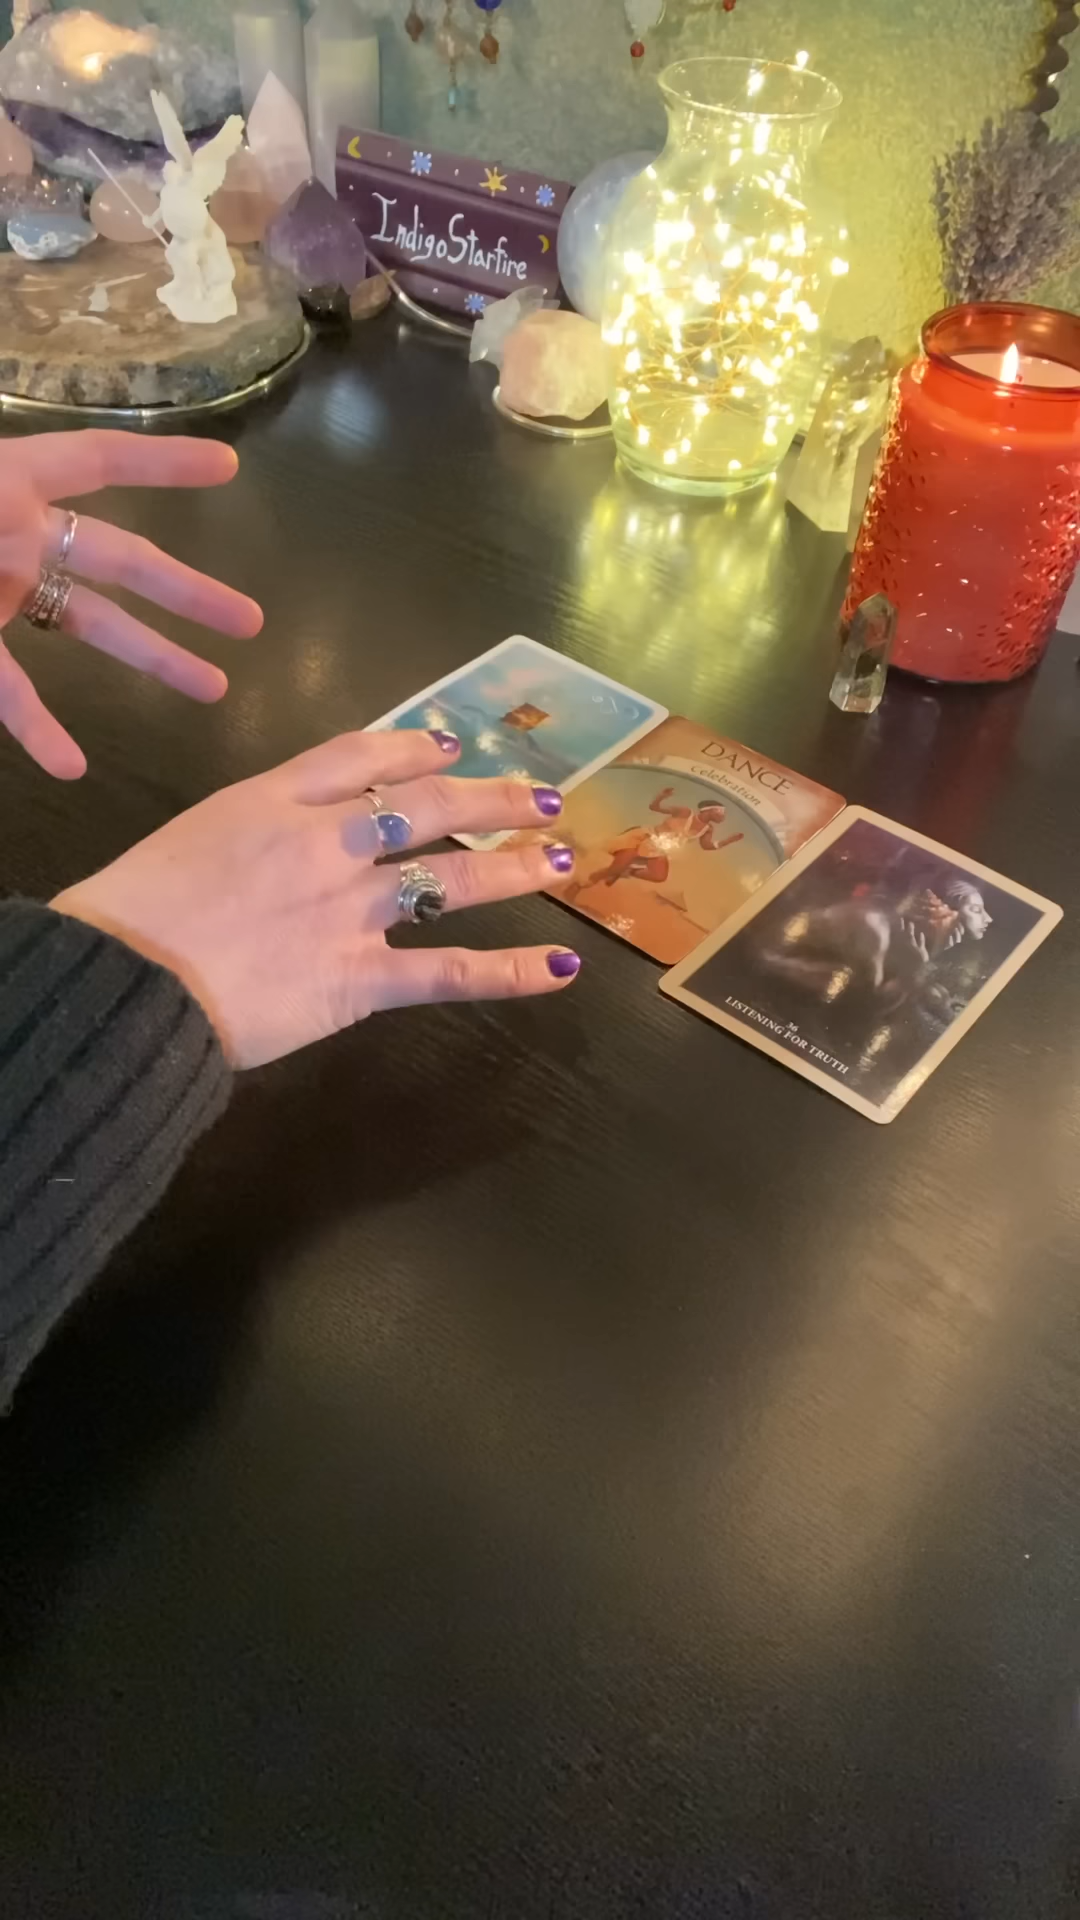 IndigoStarfire
DANCE
celebration
36
LISTENING FOR TRUTH